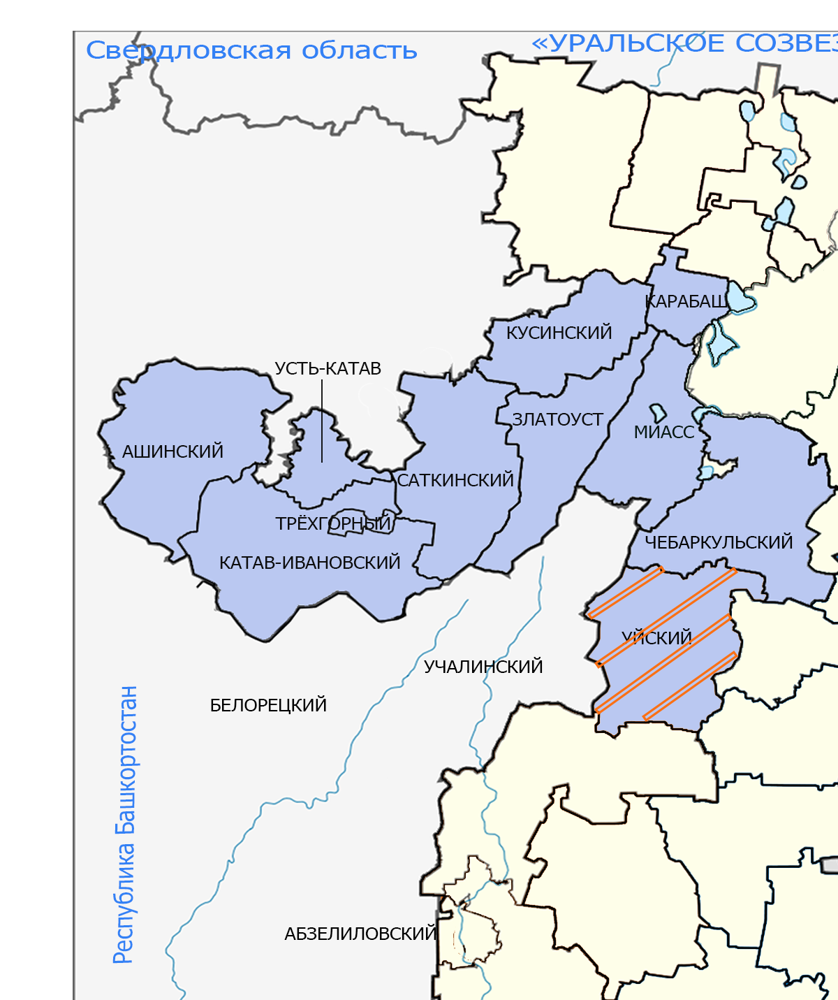 Свердловская область
«УРАЛЬСКОЕ СОЗВЕЗ
КАРАБАШ
КУСИНСКИЙ
УСТЬ-КАТАВ
ЗЛАТОУСТ
МИАСС
АШИНСКИЙ
САТКИНСКИЙ
ТРЁХГОРНЫЙ
ЧЕБАРКУЛЬСКИЙ
КАТАВ-ИВАНОВСКИЙ
УЙСКИЙ
УЧАЛИНСКИЙ
БЕЛОРЕЦКИЙ
Республика Башкортостан
АБЗЕЛИЛОВСКИЙ